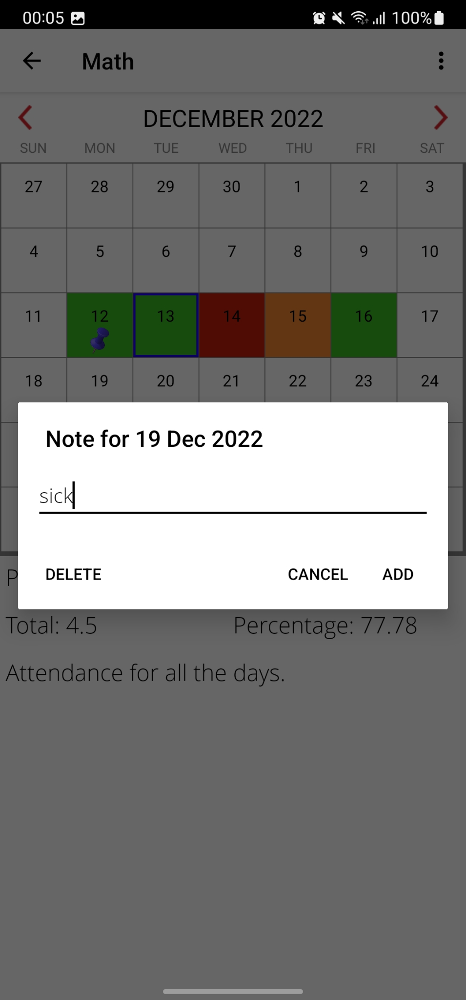 00:05 100%
Math
DECEMBER 2022
SUN MON TUE WED THU FRI SAT
27 28 29 30 1 2 3
4 5 6 7 8 9 10
11 12 13 14 15 16 17
18 19 20 21 22 23 24
Note for 19 Dec 2022
sick
DELETE CANCEL ADD
Total: 4.5 Percentage: 77.78
Attendance for all the days.